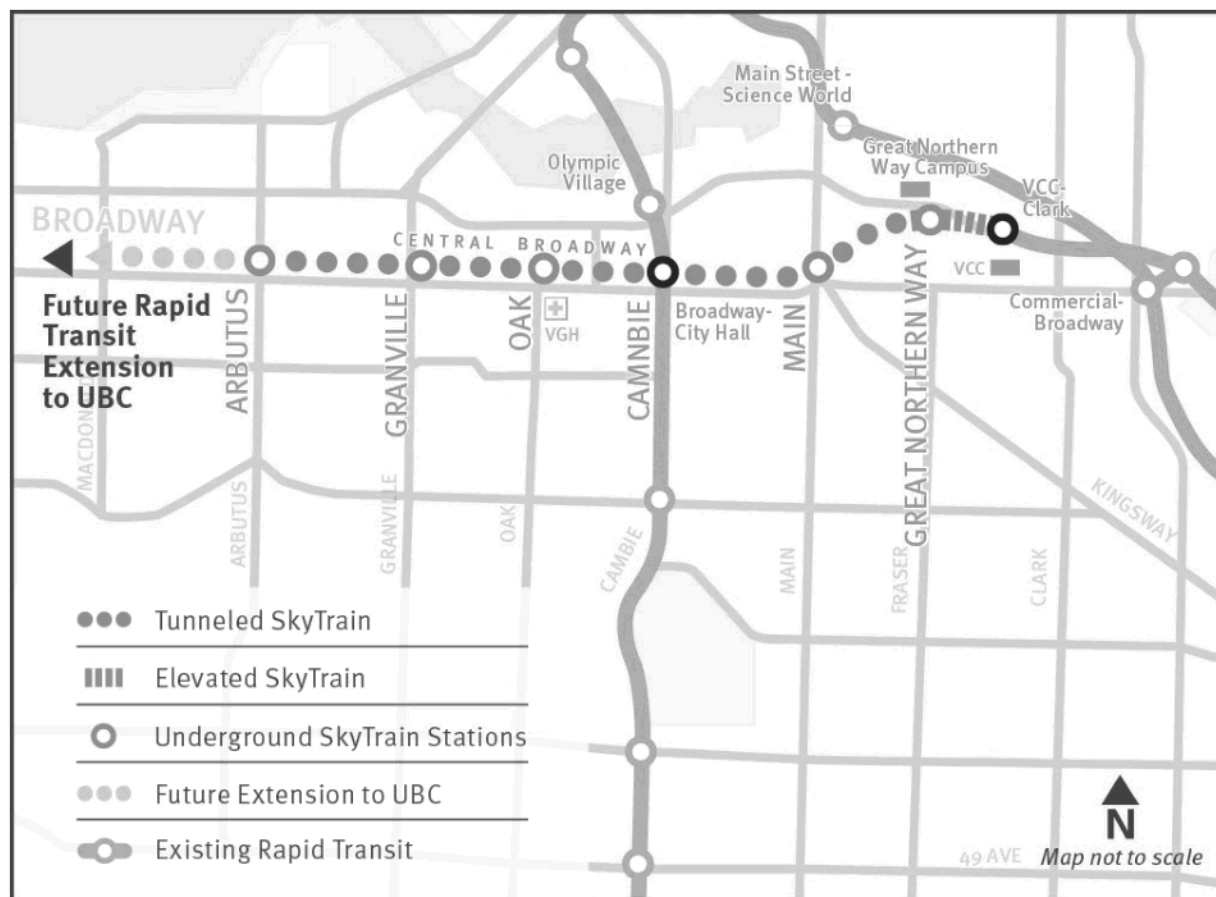 Main Street -
Science World
Great Northern
Way Campus
VCC-
Clark
Olympic
Village
BROADWAY
CENTRAL BROADWAY
VCC
Commercial-
Broadway
Future Rapid
Transit
Extension
to UBC
ARBUTUS
GRANVILLE
OAK
VGH
CAMNBIE
Broadway-
City Hall
MAIN
GREAT NORTHERN WAY
MACDONALD
ARBUTUS
GRANVILLE
OAK
CAMBIE
MAIN
FRASER
CLARK
KINGSWAY
Tunneled SkyTrain
Elevated SkyTrain
Underground SkyTrain Stations
Future Extension to UBC
Existing Rapid Transit
49 AVE
N
Map not to scale